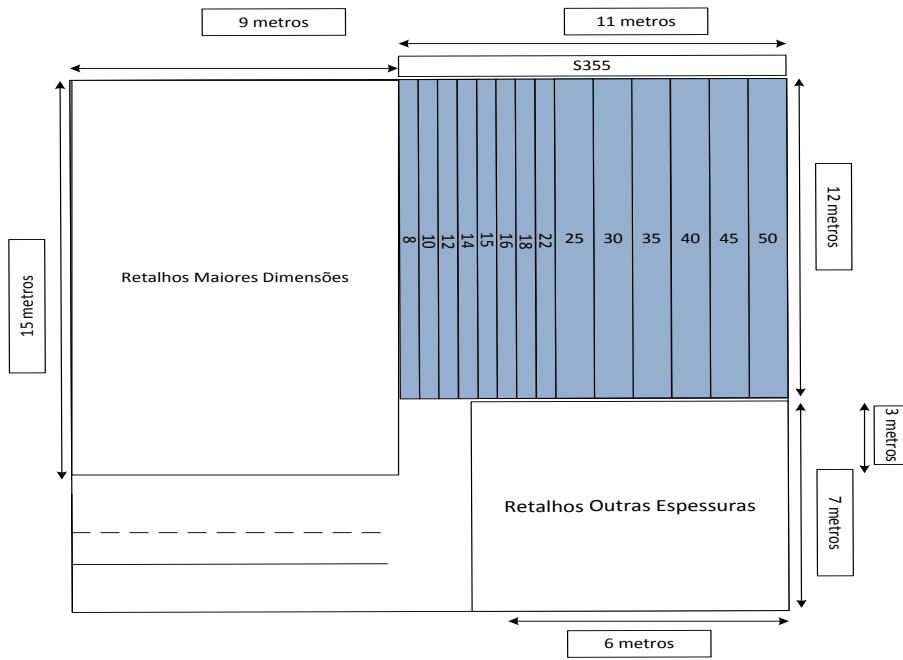 9 metros
11 metros
S355
15 metros
Retalhos Maiores Dimensões
8
10
12
14
15
16
18
22
25
30
35
40
45
50
12 metros
3 metros
Retalhos Outras Espessuras
7 metros
6 metros